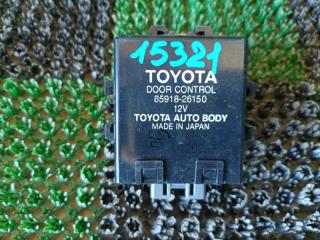 15321
TOYOTA
DOOR CONTROL
85918-26150
12V
TOYOTA AUTO BODY
MADE IN JAPAN